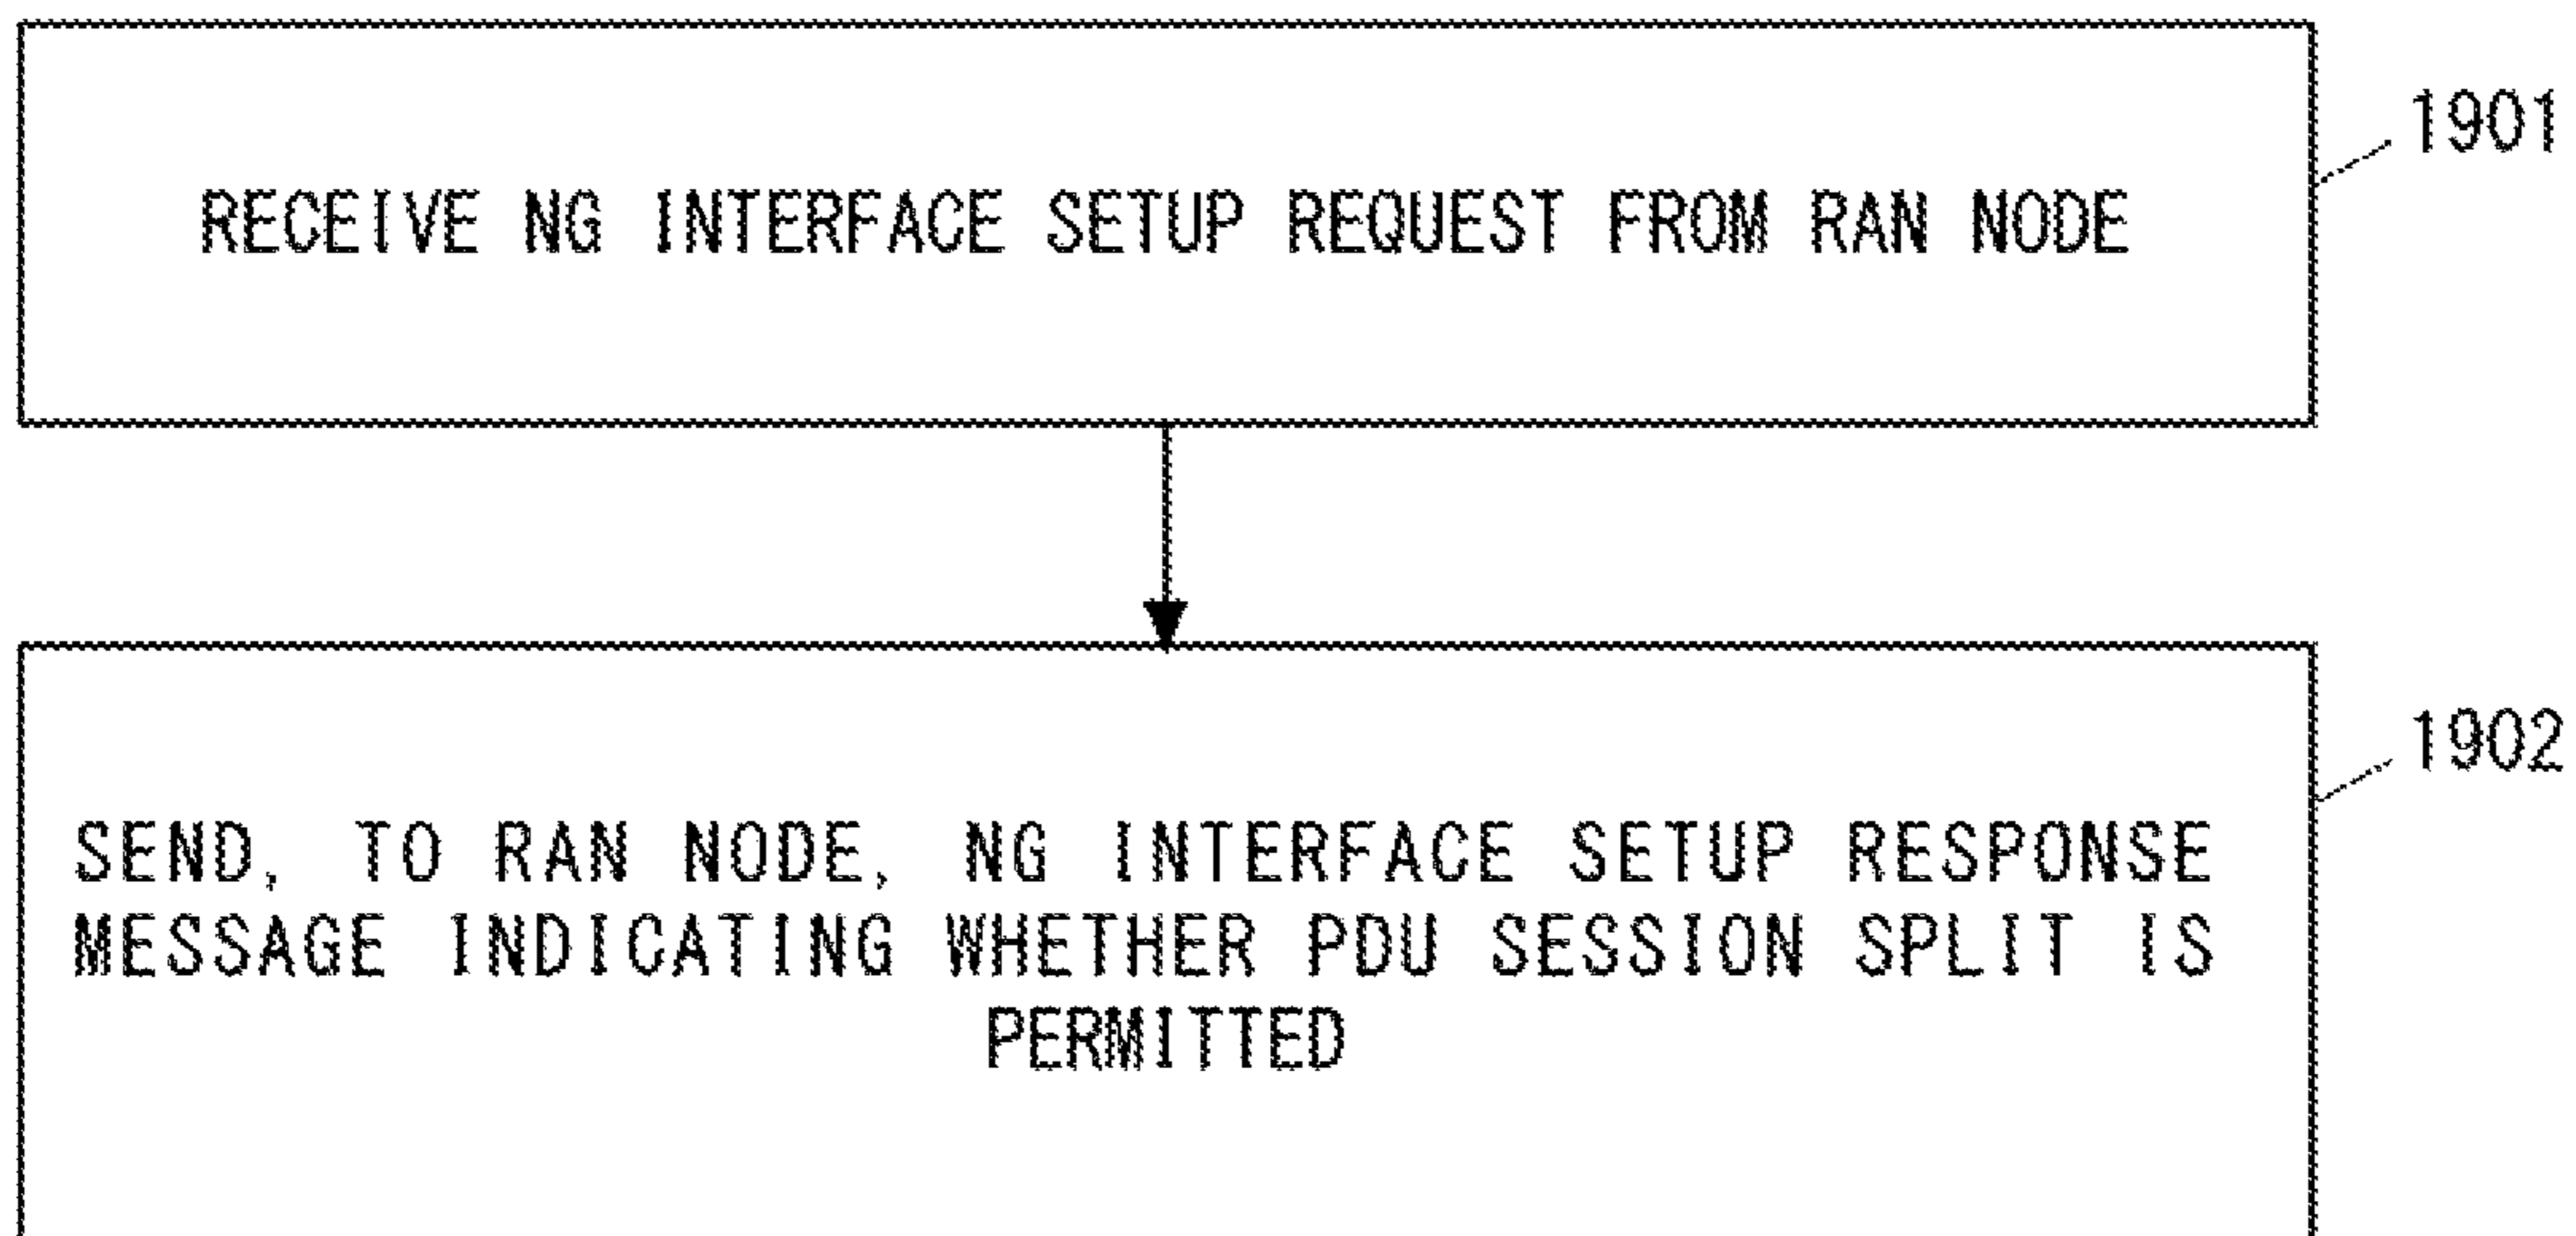 1901
RECEIVE NG INTERFACE SETUP REQUEST FROM RAN NODE
1902
SEND, TO RAN NODE, NG INTERFACE SETUP RESPONSE
MESSAGE INDICATING WHETHER PDU SESSION SPLIT IS
PERMITTED